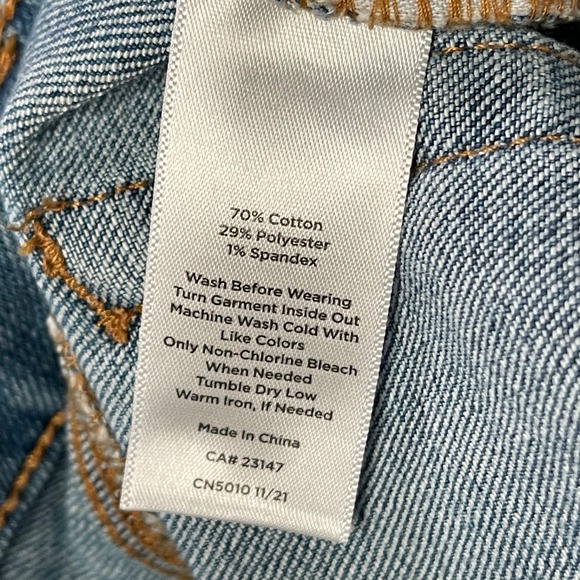 70% Cotton
29% Polyester
1% Spandex
Wash Before Wearing
Turn Garment Inside Out
Machine Wash Cold With
Like Colors
Only Non-Chlorine Bleach
When Needed
Tumble Dry Low
Warm Iron, If Needed
Made In China
CA# 23147
CN5010 11/21